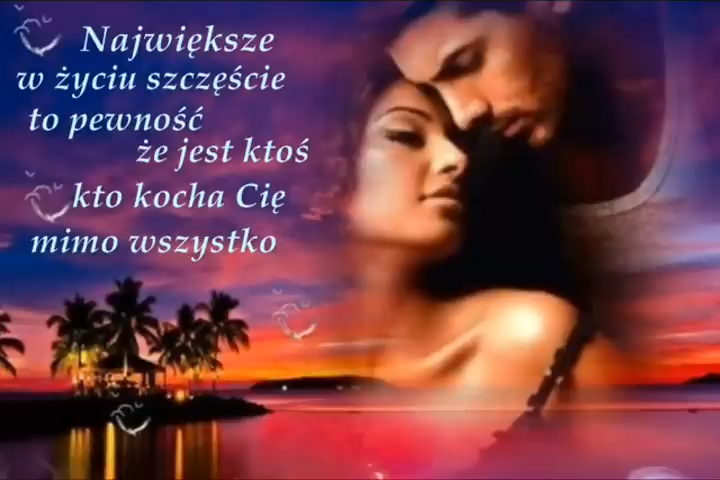 Największe
w życiu szczęście
to pewność
że jest ktoś
kto kocha Cię
mimo wszystko